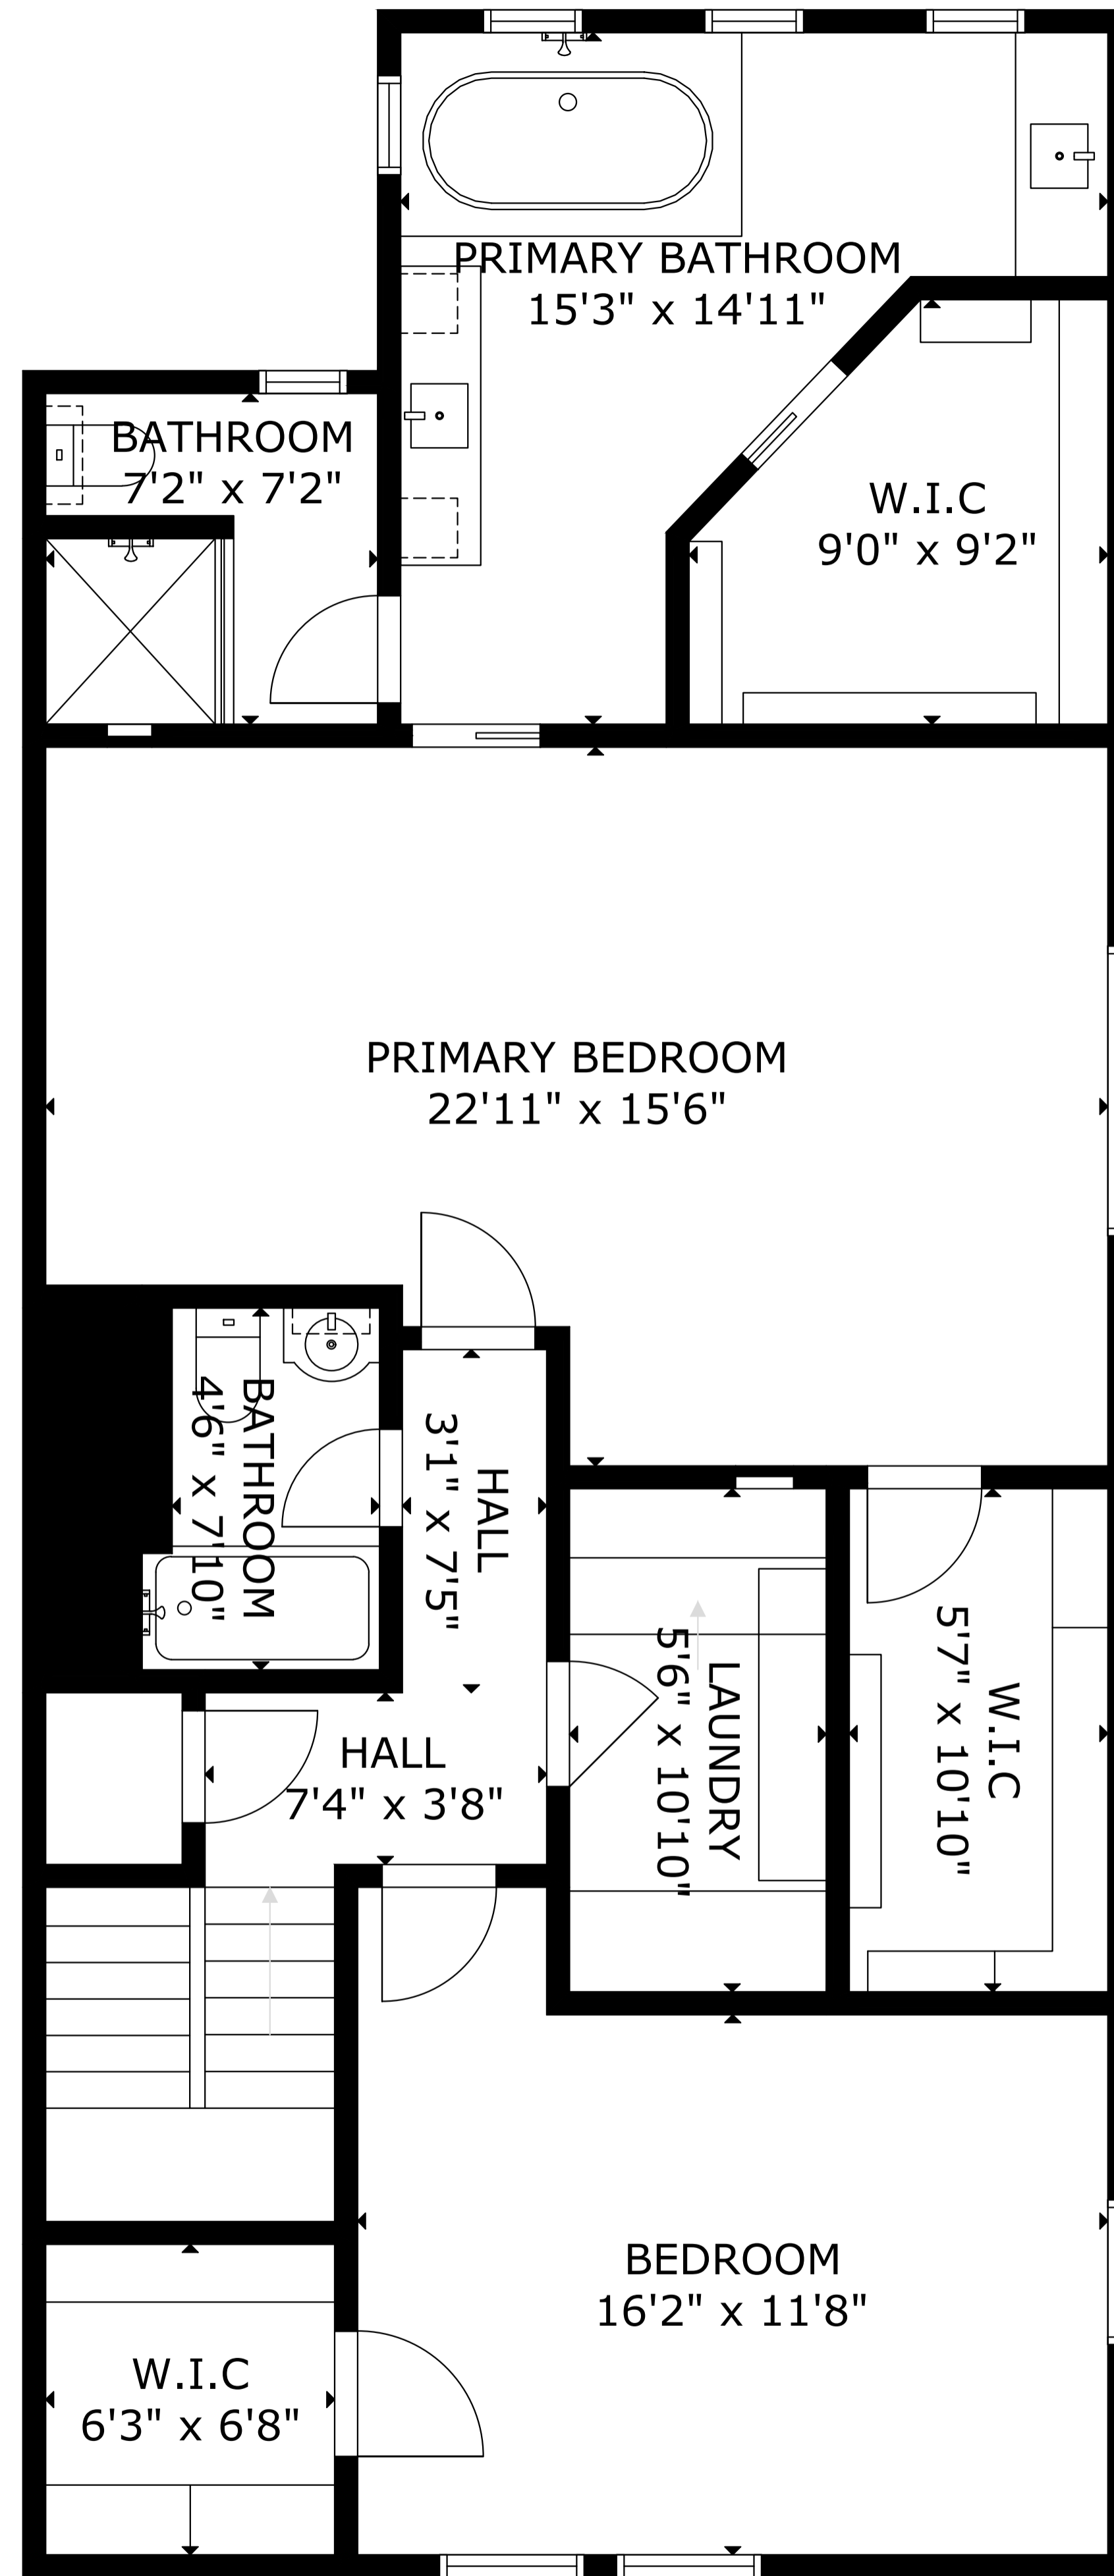 PRIMARY BATHROOM
15'3" x 14'11"
BATHROOM
7'2" x 7'2"
W.I.C
9'0" x 9'2"
PRIMARY BEDROOM
22'11" x 15'6"
BATHROOM
4'6" x 7'10"
HALL
3'1" x 7'5"
LAUNDRY
5'6" x 10'10"
W.I.C
5'7" x 10'10"
HALL
7'4" x 3'8"
BEDROOM
16'2" x 11'8"
W.I.C
6'3" x 6'8"